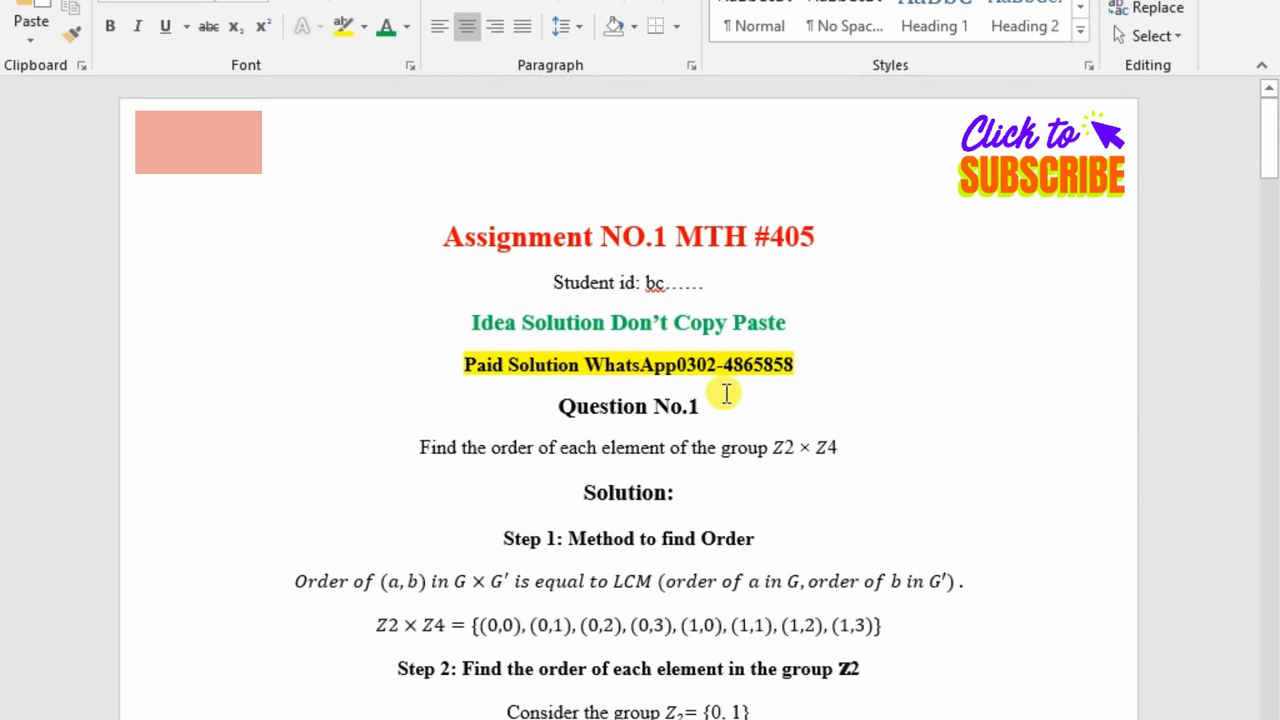 Replace
Paste
B I U abc x₂ x² A ab A
¶ Normal ¶ No Spac... Heading 1 Heading 2
Select
Clipboard Font Paragraph Styles Editing
Click to
SUBSCRIBE
Assignment NO.1 MTH #405
Student id: bc……
Idea Solution Don’t Copy Paste
Paid Solution WhatsApp0302-4865858
Question No.1
Find the order of each element of the group Z2 × Z4
Solution:
Step 1: Method to find Order
Order of (a, b) in G × G′ is equal to LCM (order of a in G, order of b in G′) .
Z2 × Z4 = {(0,0), (0,1), (0,2), (0,3), (1,0), (1,1), (1,2), (1,3)}
Step 2: Find the order of each element in the group Z2
Consider the group Z₂= {0, 1}